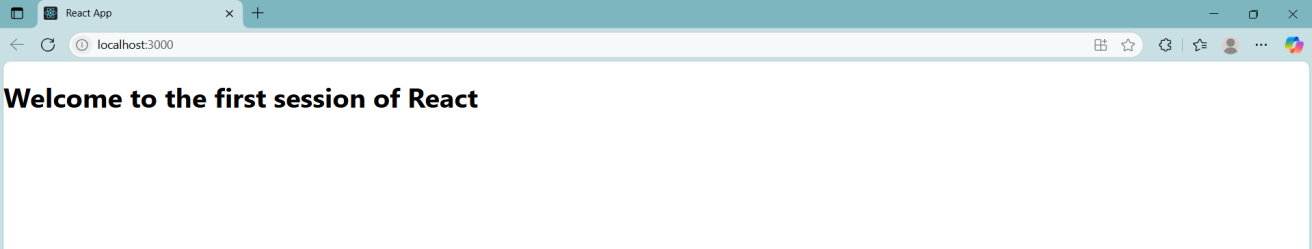 React App
localhost:3000
Welcome to the first session of React